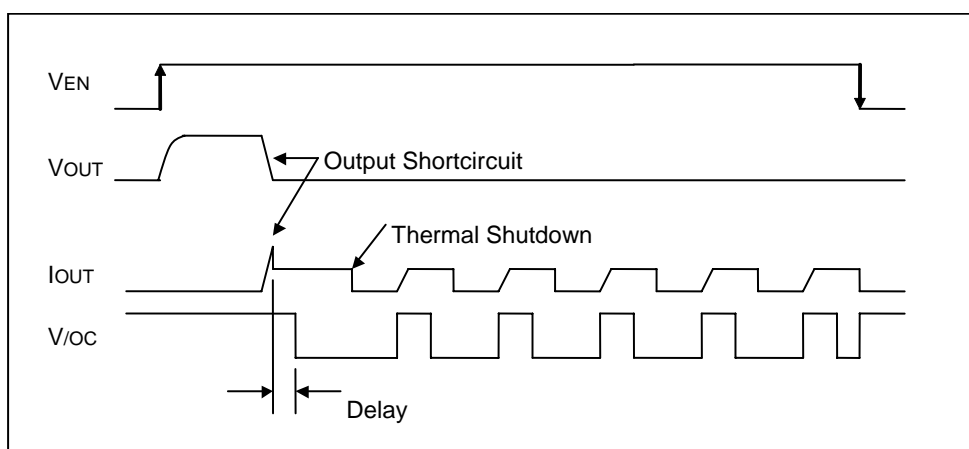 VEN
VOUT
Output Shortcircuit
Thermal Shutdown
IOUT
V/OC
Delay